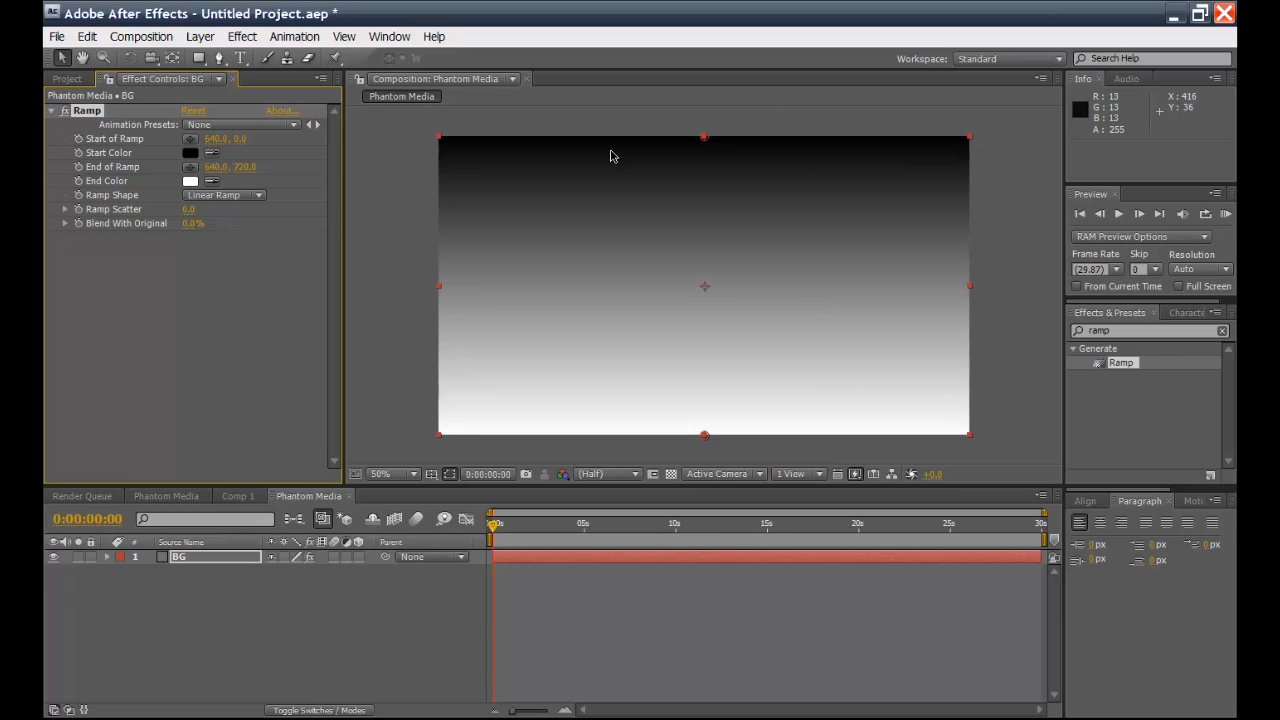 Adobe After Effects - Untitled Project.aep *
File Edit Composition Layer Effect Animation View Window Help
Workspace: Standard Search Help
Project Effect Controls: BG Composition: Phantom Media Info Audio
Phantom Media • BG Phantom Media
R: 13 X: 416
G: 13 Y: 36
B: 13
A: 255
Ramp Reset About...
Animation Presets: None
Start of Ramp 640.0, 0.0
Start Color
End of Ramp 640.0, 720.0
End Color
Ramp Shape Linear Ramp
Ramp Scatter 0.0
Blend With Original 0.0 %
Preview
RAM Preview Options
Frame Rate Skip Resolution
(29.87) 0 Auto
From Current Time Full Screen
Effects & Presets Characte
ramp
Generate
Ramp
50% 0:00:00:00 (Half) Active Camera 1 View +0.0
Render Queue Phantom Media Comp 1 Phantom Media
Align Paragraph Moti
0:00:00:00
05s 10s 15s 20s 25s 30s
# Source Name Parent
1 BG None
0 px 0 px 0 px
0 px 0 px
Toggle Switches / Modes